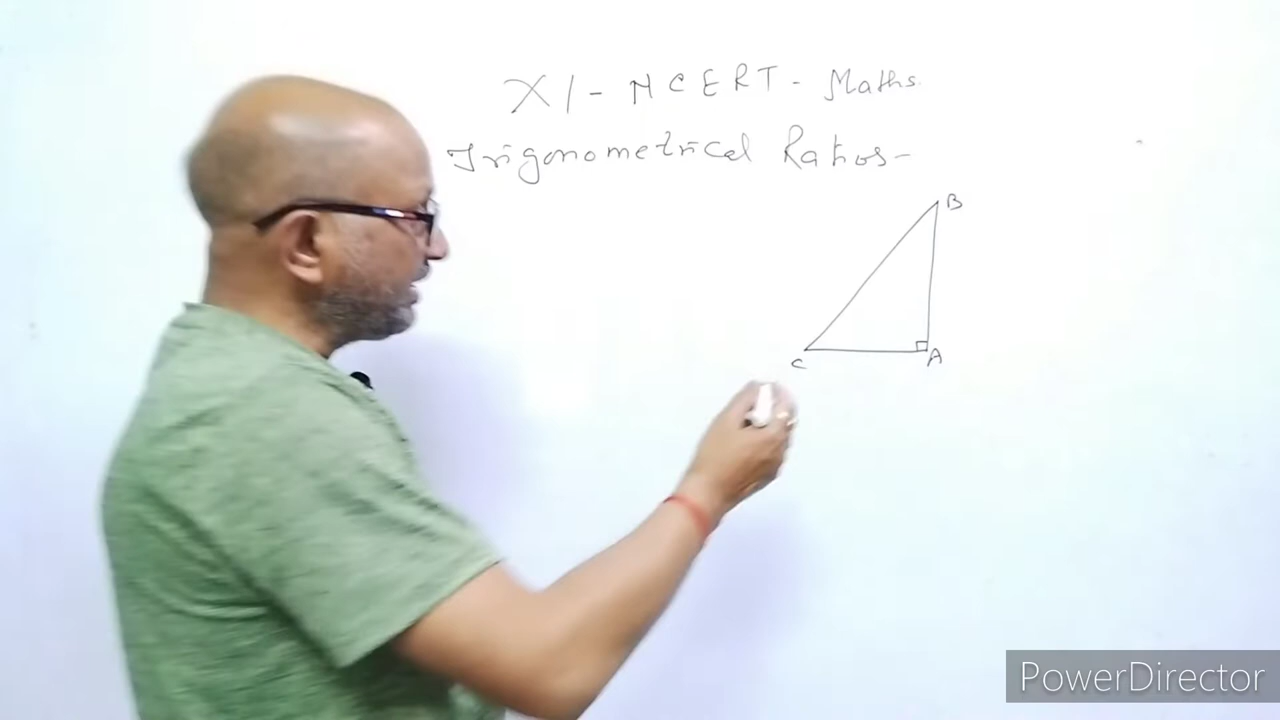 XI - NCERT - Maths
Trigonometrical Ratios -
B
C
A
PowerDirector